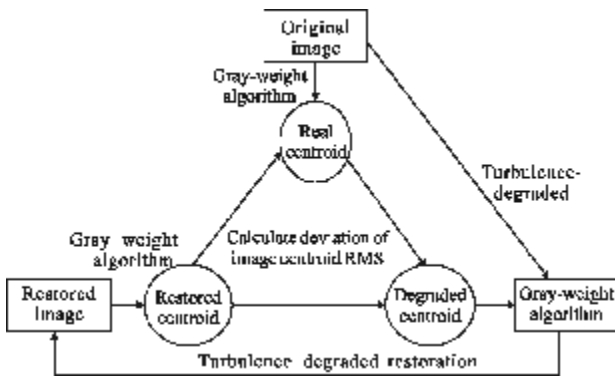 Original
image
Gray-weight
algorithm
Real
centroid
Turbulence-
degraded
Gray weight
algorithm
Calculate deviation of
image centroid RMS
Restored
image
Restored
centroid
Degraded
centroid
Gray-weight
algorithm
Turbulence degraded restoration